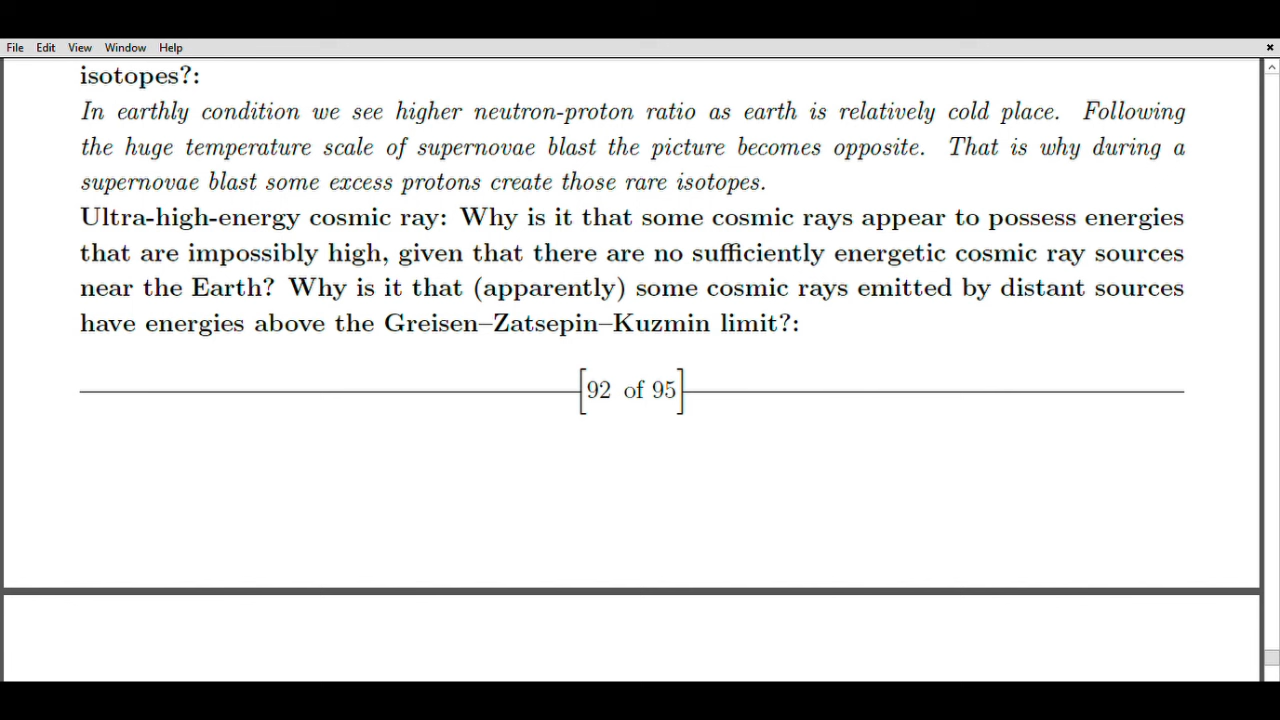 File Edit View Window Help
isotopes?:
In earthly condition we see higher neutron-proton ratio as earth is relatively cold place. Following
the huge temperature scale of supernovae blast the picture becomes opposite. That is why during a
supernovae blast some excess protons create those rare isotopes.
Ultra-high-energy cosmic ray: Why is it that some cosmic rays appear to possess energies
that are impossibly high, given that there are no sufficiently energetic cosmic ray sources
near the Earth? Why is it that (apparently) some cosmic rays emitted by distant sources
have energies above the Greisen–Zatsepin–Kuzmin limit?:
[92 of 95]